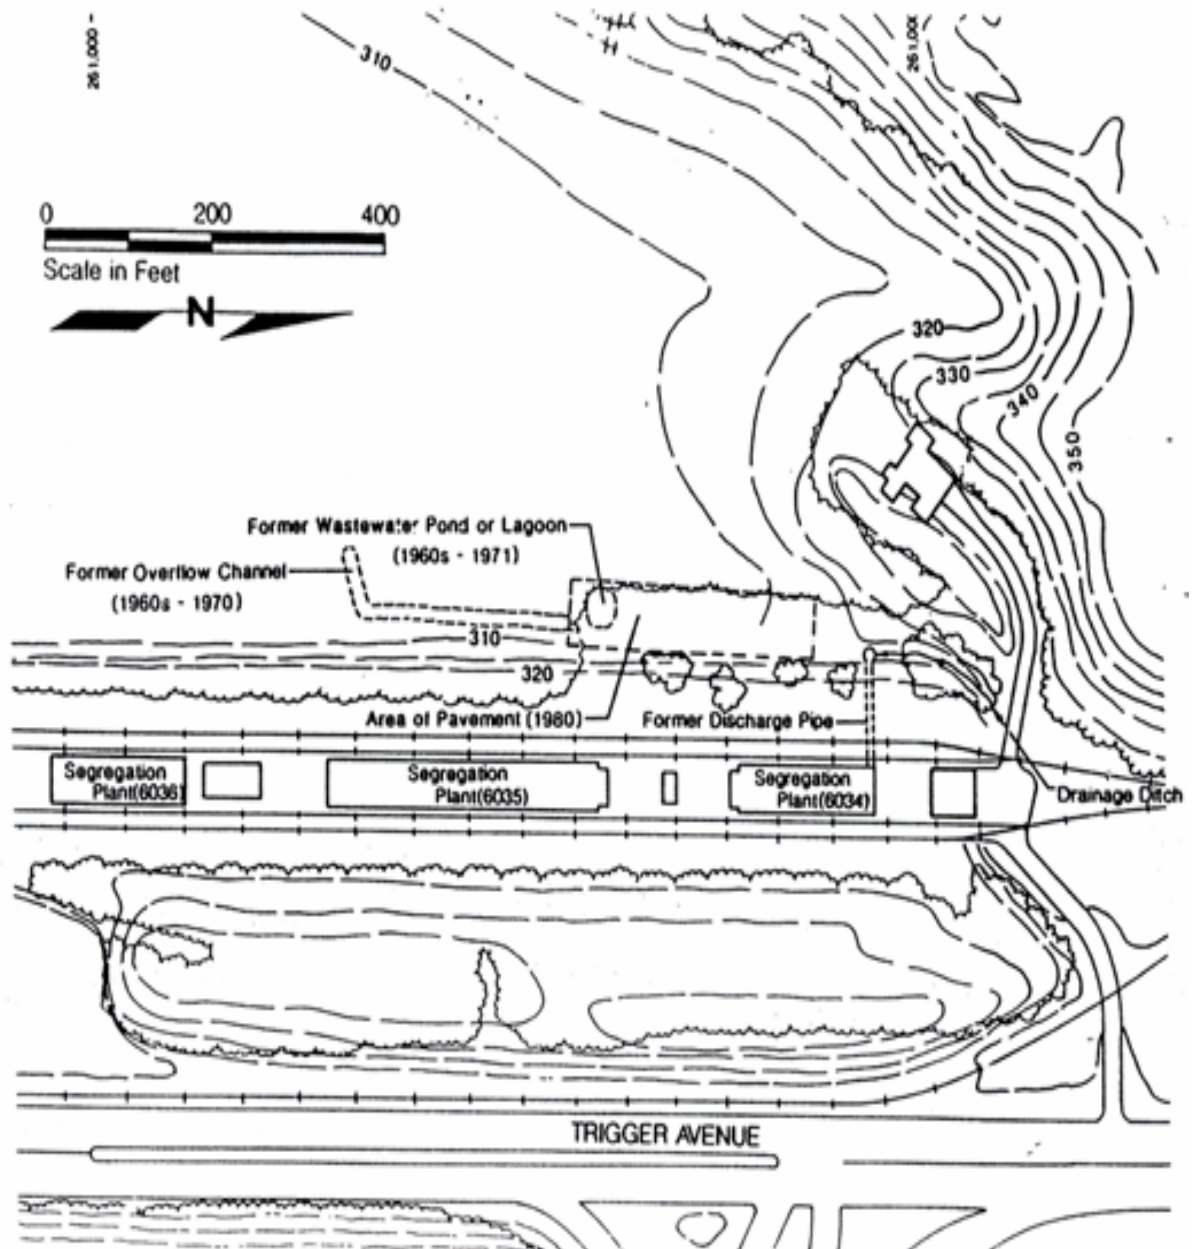 261,000 -
261,00
310
0 200 400
Scale in Feet
N
320
330
340
350
Former Wastewater Pond or Lagoon
(1960s - 1971)
Former Overflow Channel
(1960s - 1970)
310
320
Area of Pavement (1980)
Former Discharge Pipe
Segregation
Plant(6036)
Segregation
Plant(6035)
Segregation
Plant(6034)
Drainage Ditch
TRIGGER AVENUE